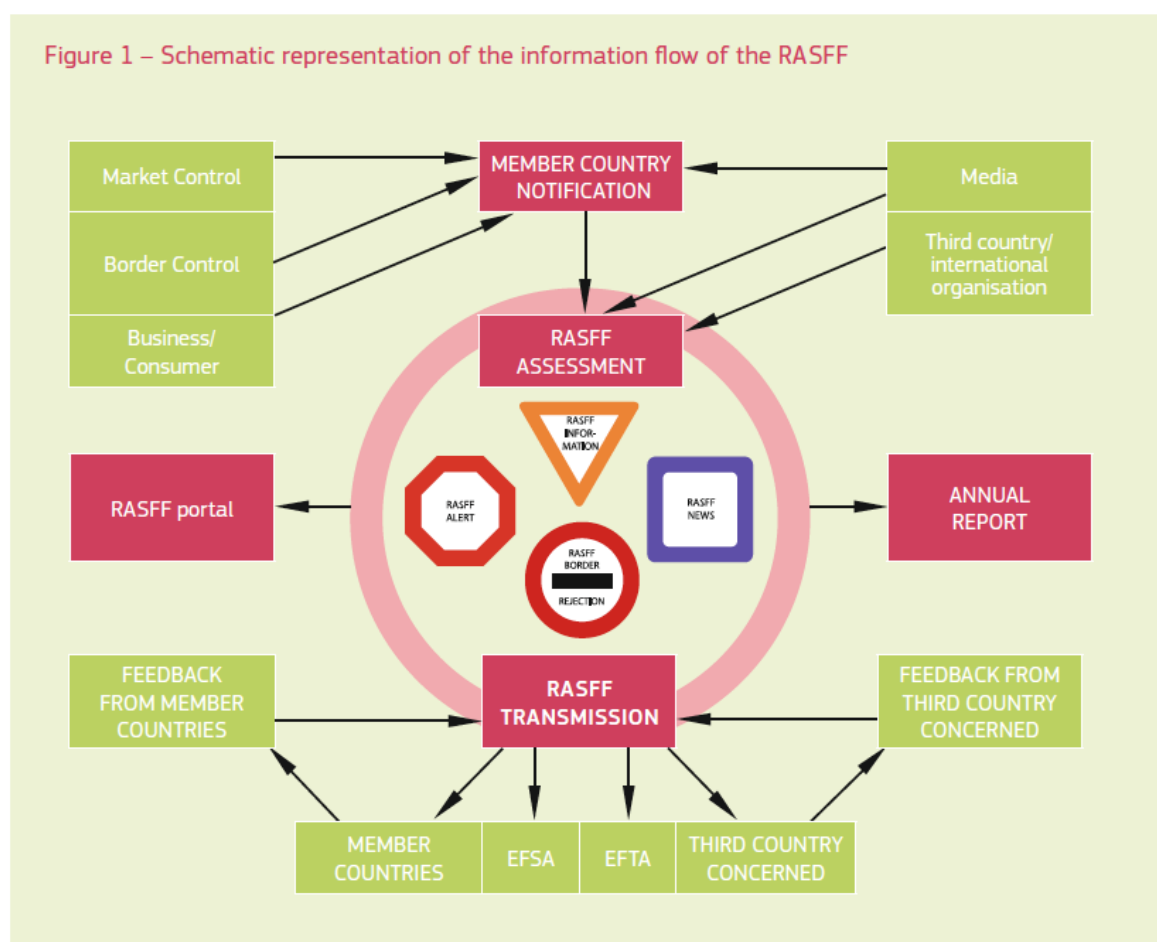 Figure 1 – Schematic representation of the information flow of the RASFF
Market Control
MEMBER COUNTRY
NOTIFICATION
Media
Border Control
Third country/
international
organisation
Business/
Consumer
RASFF
ASSESSMENT
RASFF
INFOR-
MATION
RASFF
ALERT
RASFF
NEWS
RASFF portal
ANNUAL
REPORT
RASFF
BORDER
REJECTION
FEEDBACK
FROM MEMBER
COUNTRIES
RASFF
TRANSMISSION
FEEDBACK FROM
THIRD COUNTRY
CONCERNED
MEMBER
COUNTRIES
EFSA
EFTA
THIRD COUNTRY
CONCERNED